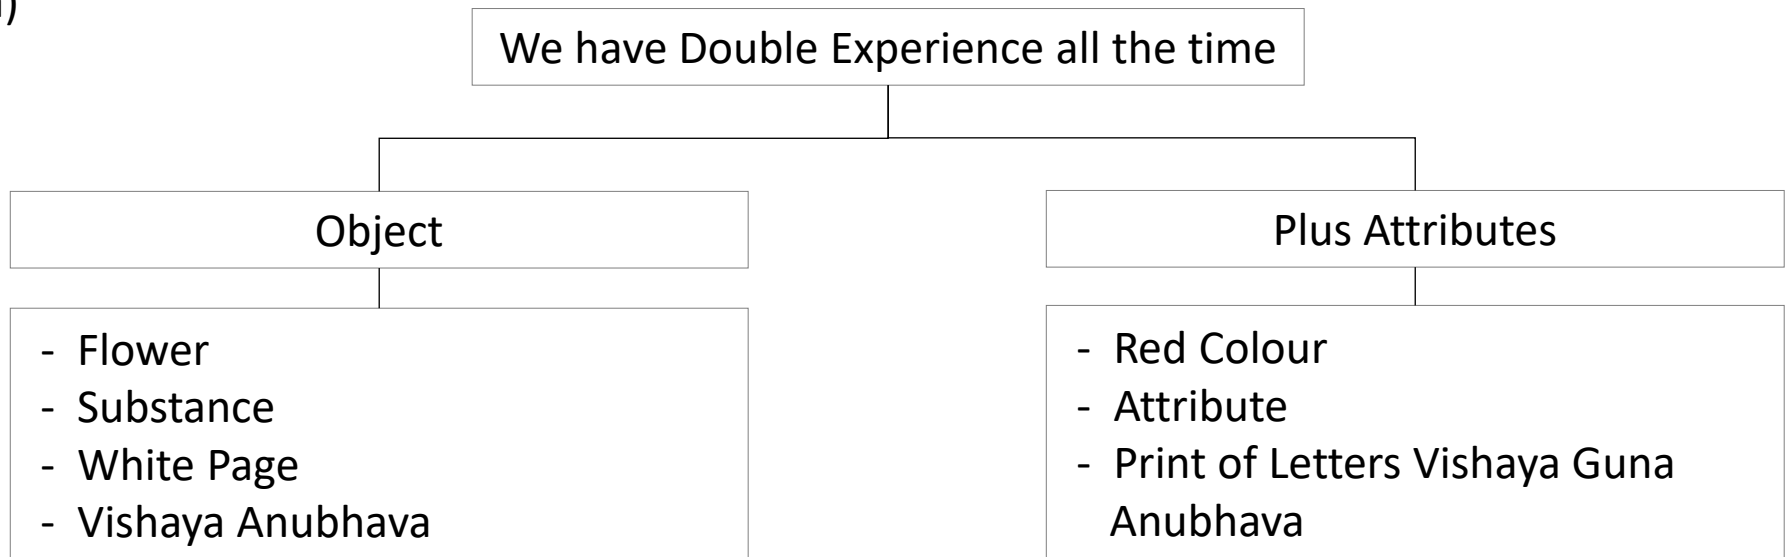 We have Double Experience all the time
Object
Plus Attributes
- Flower
- Substance
- White Page
- Vishaya Anubhava
- Red Colour
- Attribute
- Print of Letters Vishaya Guna
Anubhava